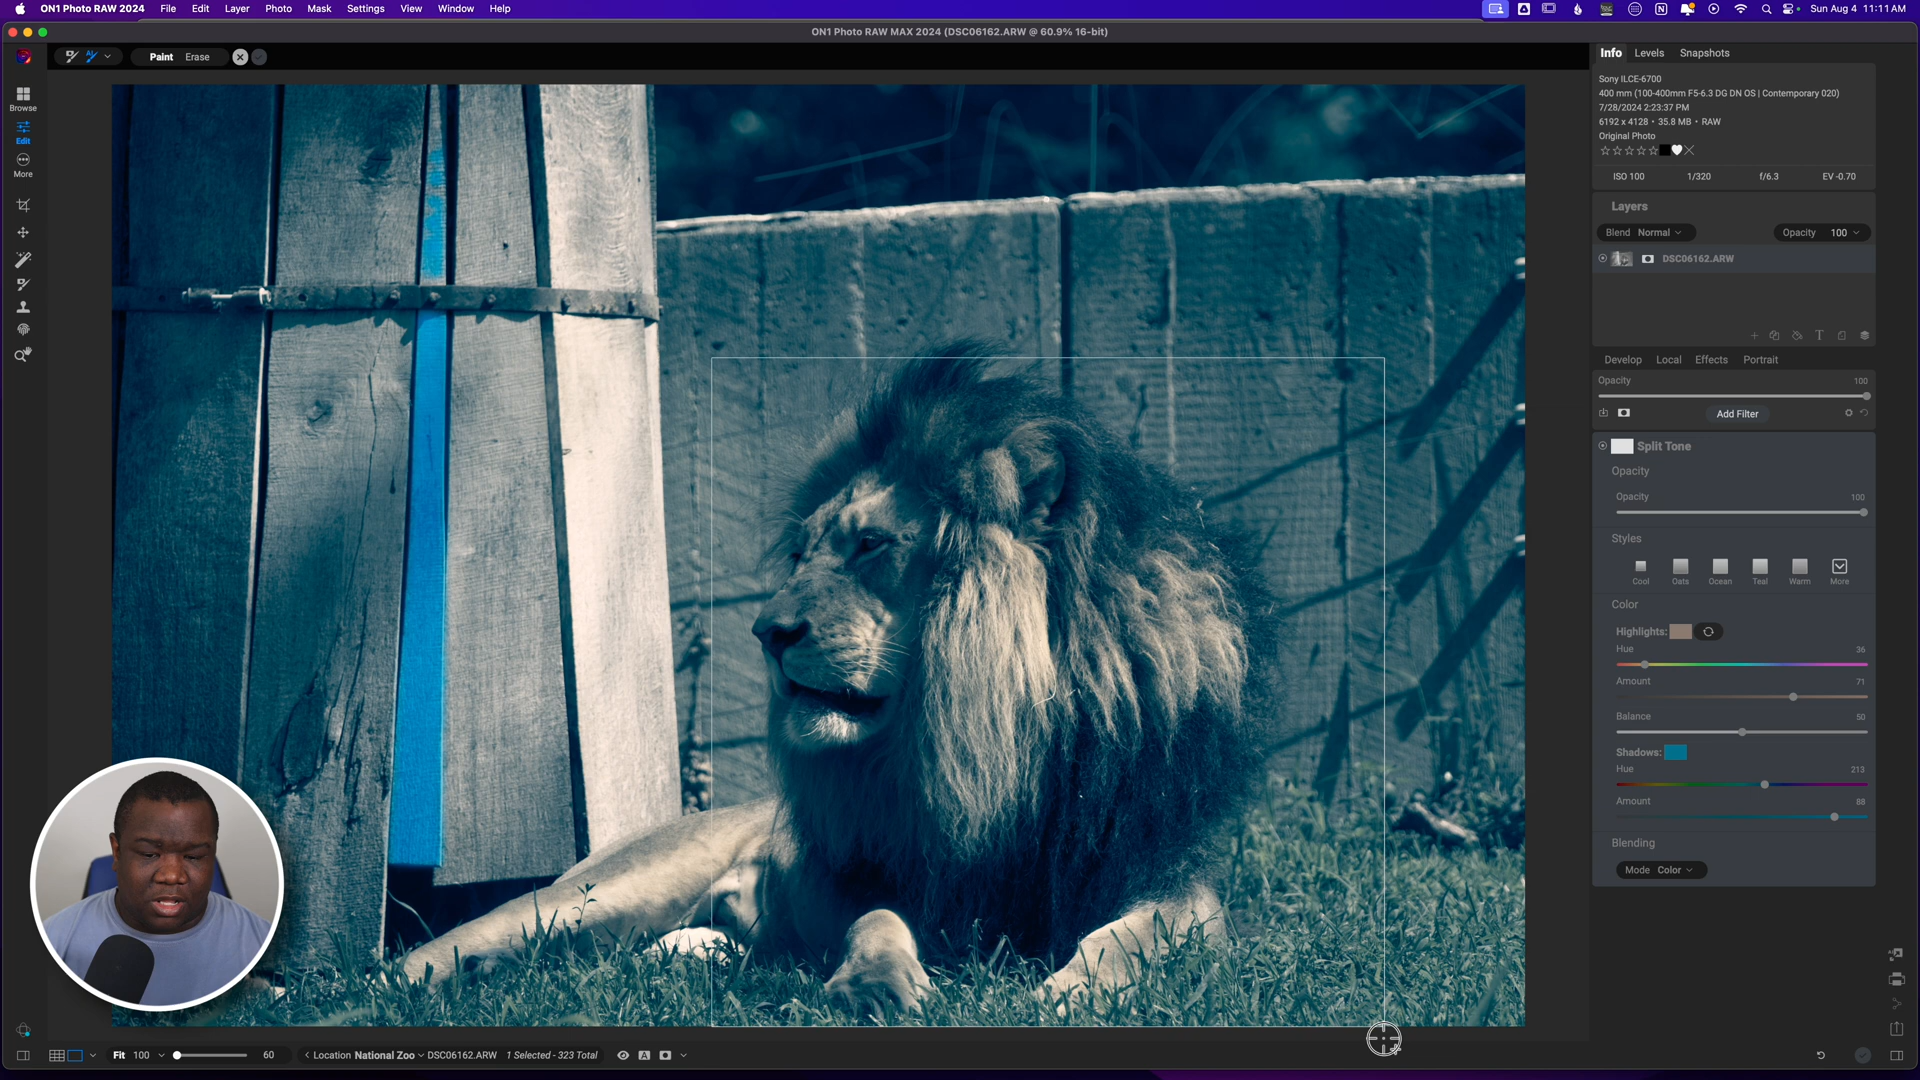 ON1 Photo RAW 2024 File Edit Layer Photo Mask Settings View Window Help Sun Aug 4 11:11 AM
ON1 Photo RAW MAX 2024 (DSC06162.ARW @ 60.9% 16-bit)
Paint Erase
Browse
Edit
More
Info Levels Snapshots
Sony ILCE-6700
400 mm (100-400mm F5-6.3 DG DN OS | Contemporary 020)
7/28/2024 2:23:37 PM
6192 x 4128 • 35.8 MB • RAW
Original Photo
ISO 100 1/320 f/6.3 EV -0.70
Layers
Blend Normal Opacity 100
DSC06162.ARW
Develop Local Effects Portrait
Opacity 100
Add Filter
Split Tone
Opacity
Opacity 100
Styles
Cool Oats Ocean Teal Warm More
Color
Highlights:
Hue 36
Amount 71
Balance 50
Shadows:
Hue 213
Amount 88
Blending
Mode Color
Fit 100 60 Location National Zoo DSC06162.ARW 1 Selected - 323 Total